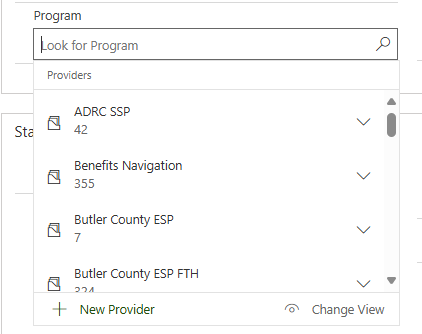 Program
Look for Program
Providers
Sta
ADRC SSP
42
Benefits Navigation
355
Butler County ESP
7
Butler County ESP FTH
324
New Provider
Change View